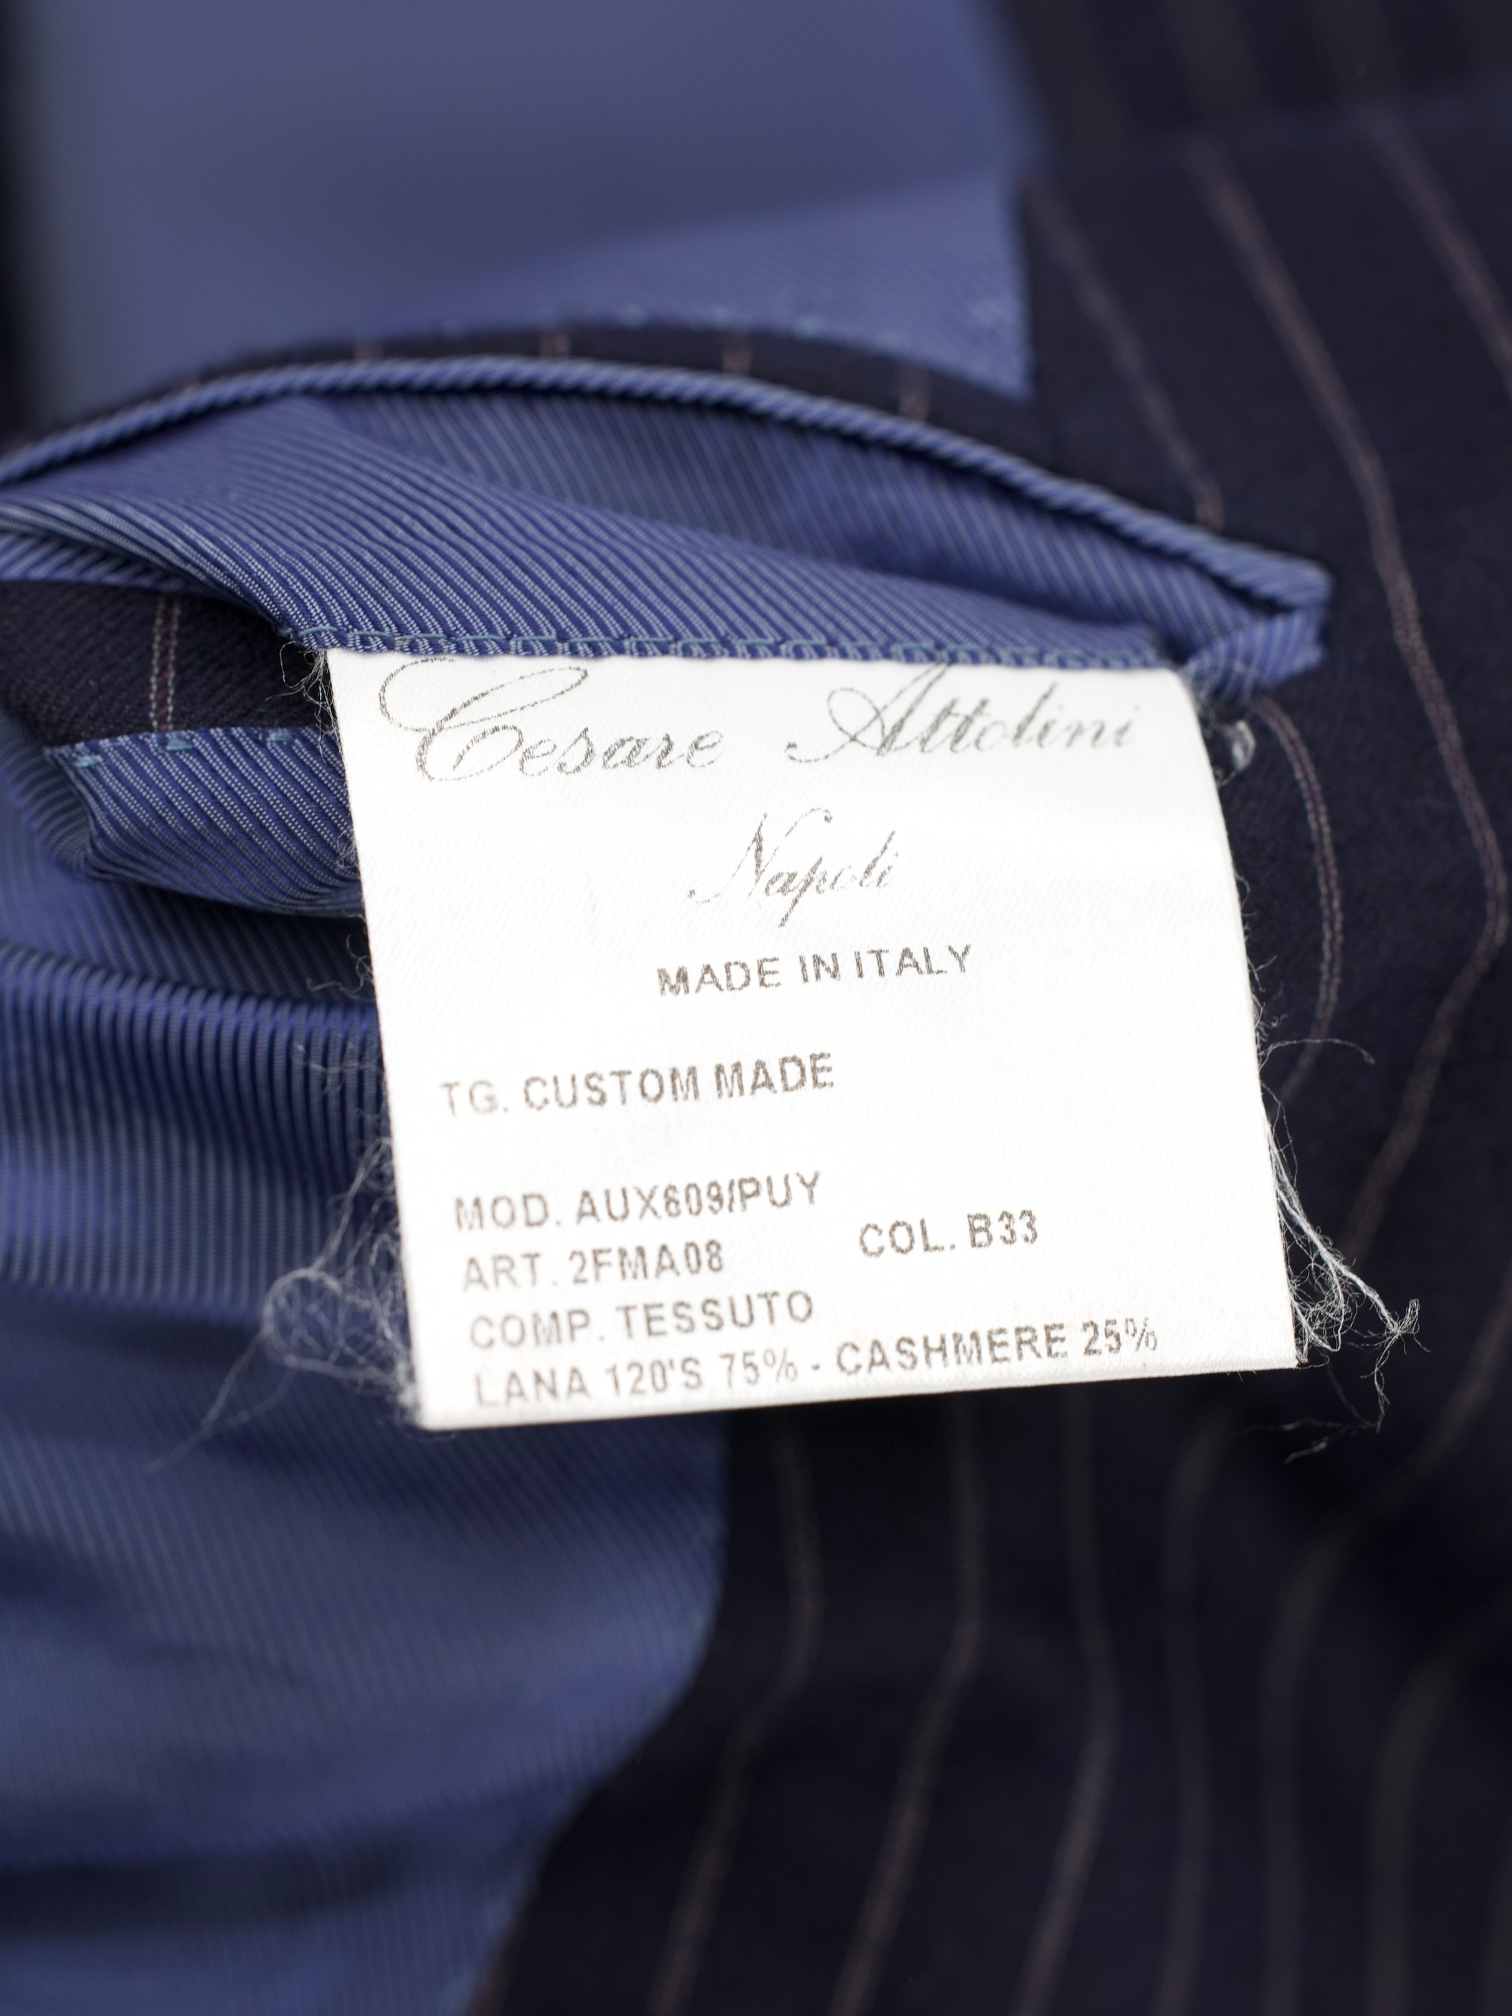 Cesare Attolini
Napoli
MADE IN ITALY
TG. CUSTOM MADE
MOD. AUX609/PUY
ART. 2FMA08 COL. B33
COMP. TESSUTO
LANA 120'S 75% - CASHMERE 25%